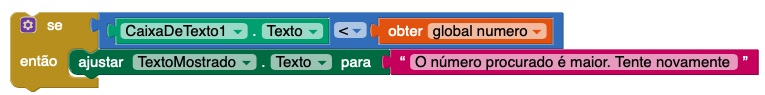 se CaixaDeTexto1 . Texto < obter global numero
então ajustar TextoMostrado . Texto para “ O número procurado é maior. Tente novamente ”